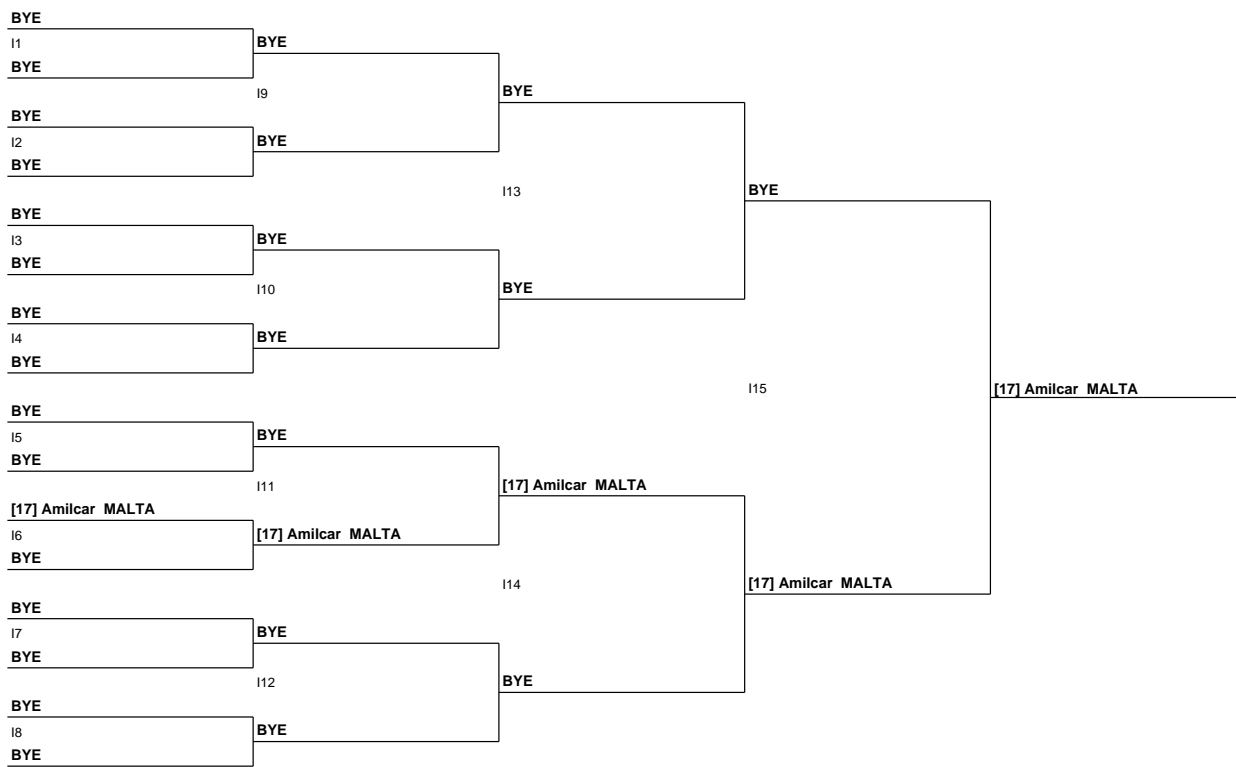 BYE
I1
BYE
BYE
I9
BYE
BYE
I2
BYE
BYE
I13
BYE
BYE
I3
BYE
BYE
I10
BYE
BYE
I4
BYE
BYE
I15
[17] Amilcar MALTA
BYE
I5
BYE
BYE
I11
[17] Amilcar MALTA
[17] Amilcar MALTA
I6
[17] Amilcar MALTA
BYE
I14
[17] Amilcar MALTA
BYE
I7
BYE
BYE
I12
BYE
BYE
I8
BYE
BYE